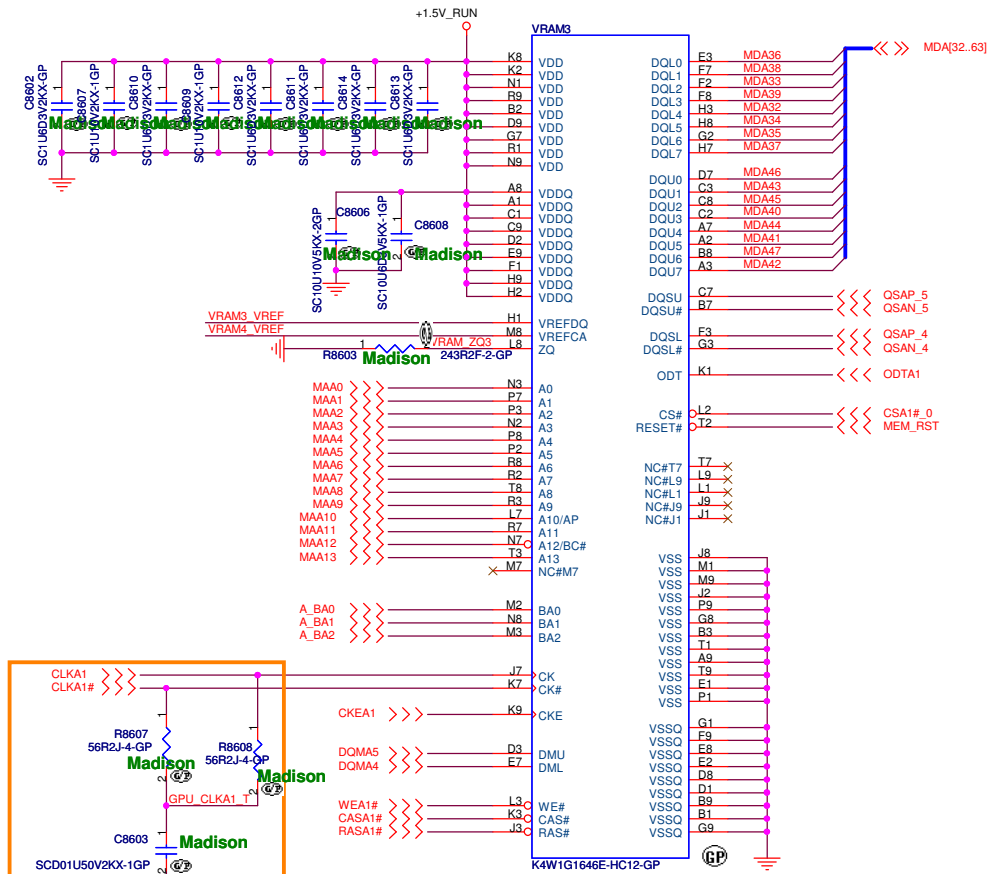 +1.5V_RUN
VRAM3
K8 VDD
K2 VDD
N1 VDD
R9 VDD
B2 VDD
D9 VDD
G7 VDD
R1 VDD
N9 VDD
A8 VDDQ
A1 VDDQ
C1 VDDQ
C9 VDDQ
D2 VDDQ
E9 VDDQ
F1 VDDQ
H9 VDDQ
H2 VDDQ
H1 VREFDQ
M8 VREFCA
L8 ZQ
VRAM3_VREF
VRAM4_VREF
VRAM_ZQ3
R8603 1
243R2F-2-GP
Madison
C8602
C8607
C8610
C8609
C8612
C8611
C8614
C8613
SC1U10V2KX-1GP
Madison
C8606
C8608
1
1
SC10U10V5KX-2GP
Madison
Madison
MAA0 N3 A0
MAA1 P7 A1
MAA2 P3 A2
MAA3 N2 A3
MAA4 P8 A4
MAA5 P2 A5
MAA6 R8 A6
MAA7 R2 A7
MAA8 T8 A8
MAA9 R3 A9
MAA10 L7 A10/AP
MAA11 R7 A11
MAA12 N7 A12/BC#
MAA13 T3 A13
M7 NC#M7
A_BA0 M2 BA0
A_BA1 N8 BA1
A_BA2 M3 BA2
CLKA1 J7 CK
CLKA1# K7 CK#
CKEA1 K9 CKE
DQMA5 D3 DMU
DQMA4 E7 DML
WEA1# L3 WE#
CASA1# K3 CAS#
RASA1# J3 RAS#
1
R8607
56R2J-4-GP
Madison
2
1
R8608
56R2J-4-GP
Madison
2
GPU_CLKA1_T
1
C8603
Madison
SCD01U50V2KX-1GP
2
DQL0 E3 MDA36
DQL1 F7 MDA38
DQL2 F2 MDA33
DQL3 F8 MDA39
DQL4 H3 MDA32
DQL5 H8 MDA34
DQL6 G2 MDA35
DQL7 H7 MDA37
MDA[32..63]
DQU0 D7 MDA46
DQU1 C3 MDA43
DQU2 C8 MDA45
DQU3 C2 MDA40
DQU4 A7 MDA44
DQU5 A2 MDA41
DQU6 B8 MDA47
DQU7 A3 MDA42
DQSU C7 QSAP_5
DQSU# B7 QSAN_5
DQSL F3 QSAP_4
DQSL# G3 QSAN_4
ODT K1 ODTA1
CS# L2 CSA1#_0
RESET# T2 MEM_RST
NC#T7 T7
NC#L9 L9
NC#L1 L1
NC#J9 J9
NC#J1 J1
VSS J8
VSS M1
VSS M9
VSS J2
VSS P9
VSS G8
VSS B3
VSS T1
VSS A9
VSS T9
VSS E1
VSS P1
VSSQ G1
VSSQ F9
VSSQ E8
VSSQ E2
VSSQ D8
VSSQ D1
VSSQ B9
VSSQ B1
VSSQ G9
K4W1G1646E-HC12-GP
GP